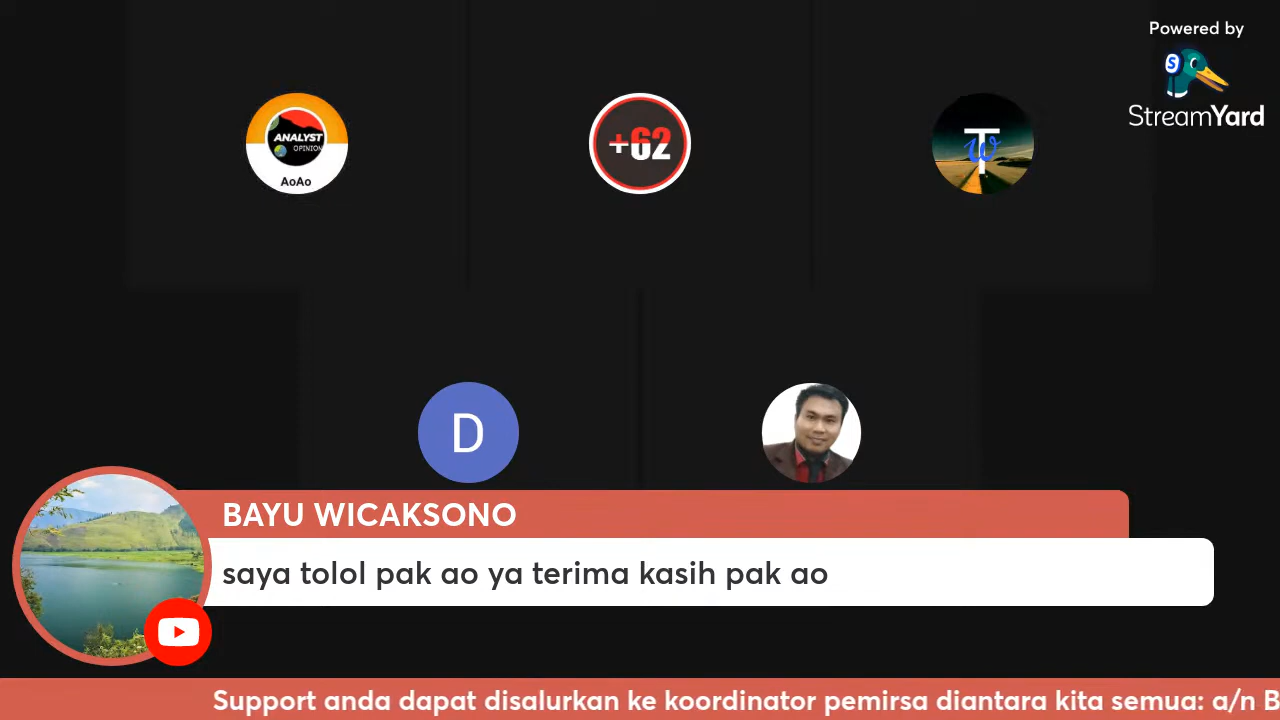 Powered by
StreamYard
ANALYST
OPINION
AoAo
+62
T
w
D
BAYU WICAKSONO
saya tolol pak ao ya terima kasih pak ao
Support anda dapat disalurkan ke koordinator pemirsa diantara kita semua: a/n B